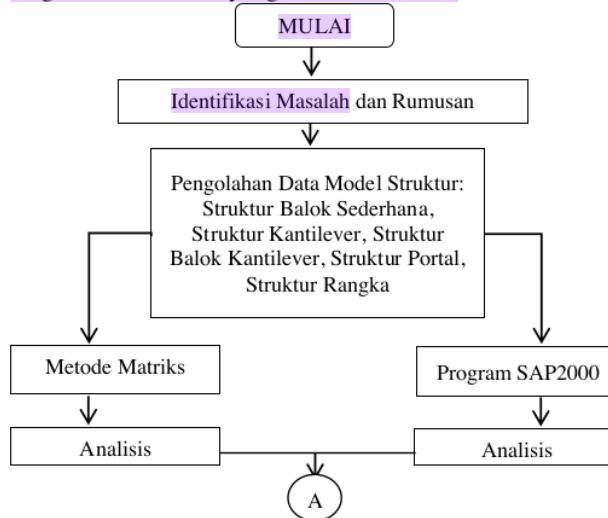 MULAI
Identifikasi Masalah dan Rumusan
Pengolahan Data Model Struktur:
Struktur Balok Sederhana,
Struktur Kantilever, Struktur
Balok Kantilever, Struktur Portal,
Struktur Rangka
Metode Matriks
Program SAP2000
Analisis
Analisis
A